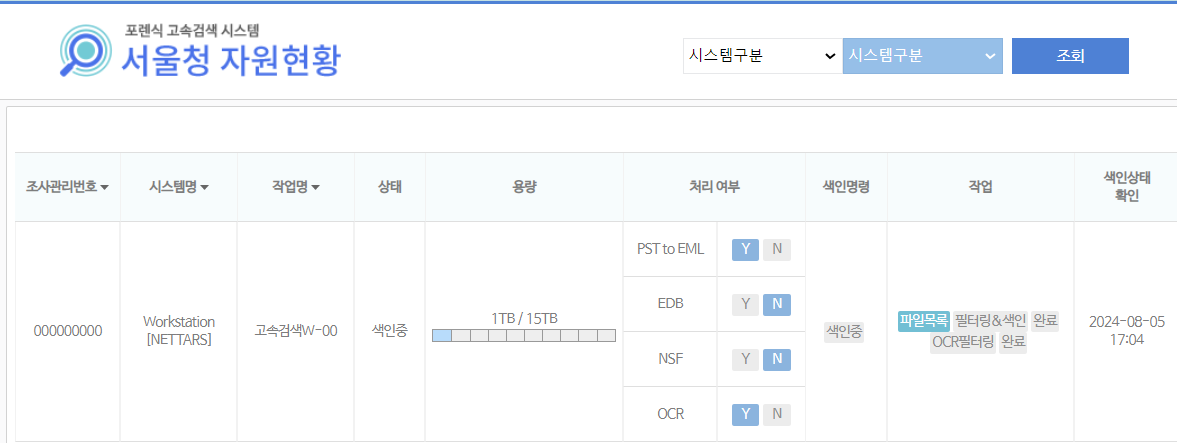 포렌식 고속검색 시스템
서울청 자원현황
시스템구분 시스템구분 조회
조사관리번호 시스템명 작업명 상태 용량 처리 여부 색인명령 작업 색인상태
확인
000000000
Workstation
[NETTARS]
고속검색W-00
색인중
1TB / 15TB
PST to EML Y N
EDB Y N
NSF Y N
OCR Y N
색인중
파일목록 필터링&색인 완료
OCR필터링 완료
2024-08-05
17:04